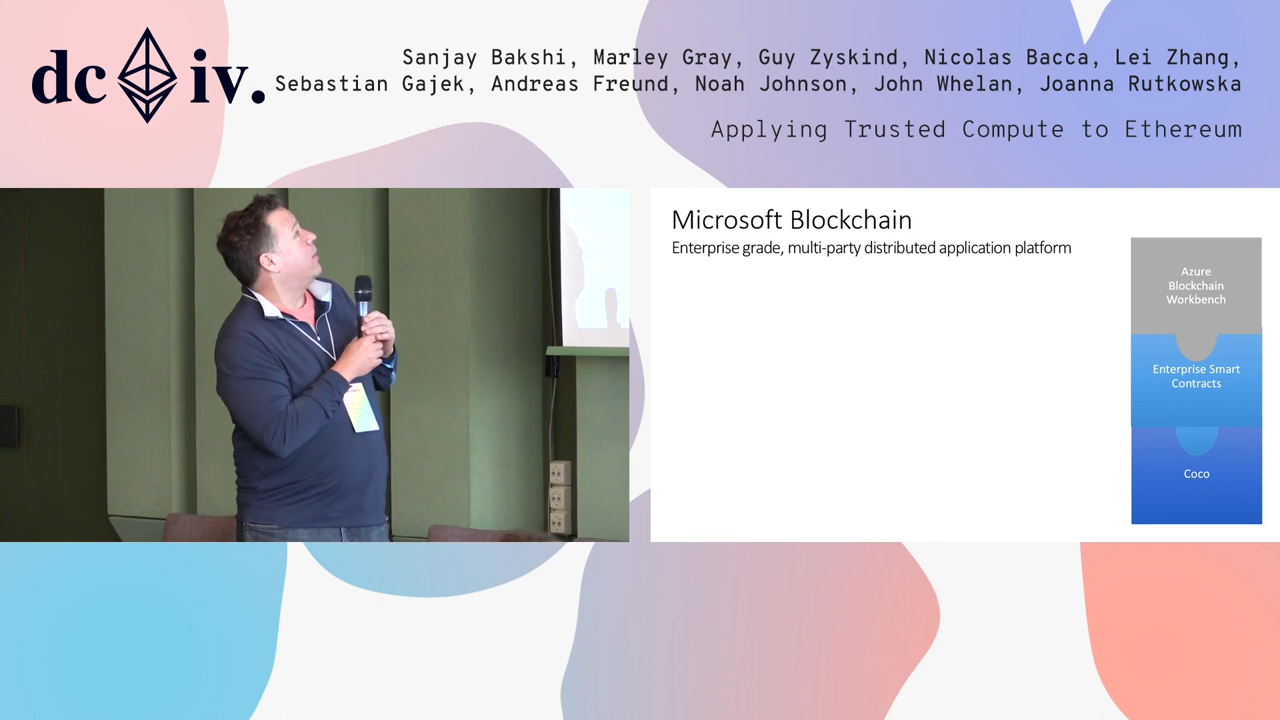 dc iv.
Sanjay Bakshi, Marley Gray, Guy Zyskind, Nicolas Bacca, Lei Zhang,
Sebastian Gajek, Andreas Freund, Noah Johnson, John Whelan, Joanna Rutkowska
Applying Trusted Compute to Ethereum
Microsoft Blockchain
Enterprise grade, multi-party distributed application platform
Azure
Blockchain
Workbench
Enterprise Smart
Contracts
Coco